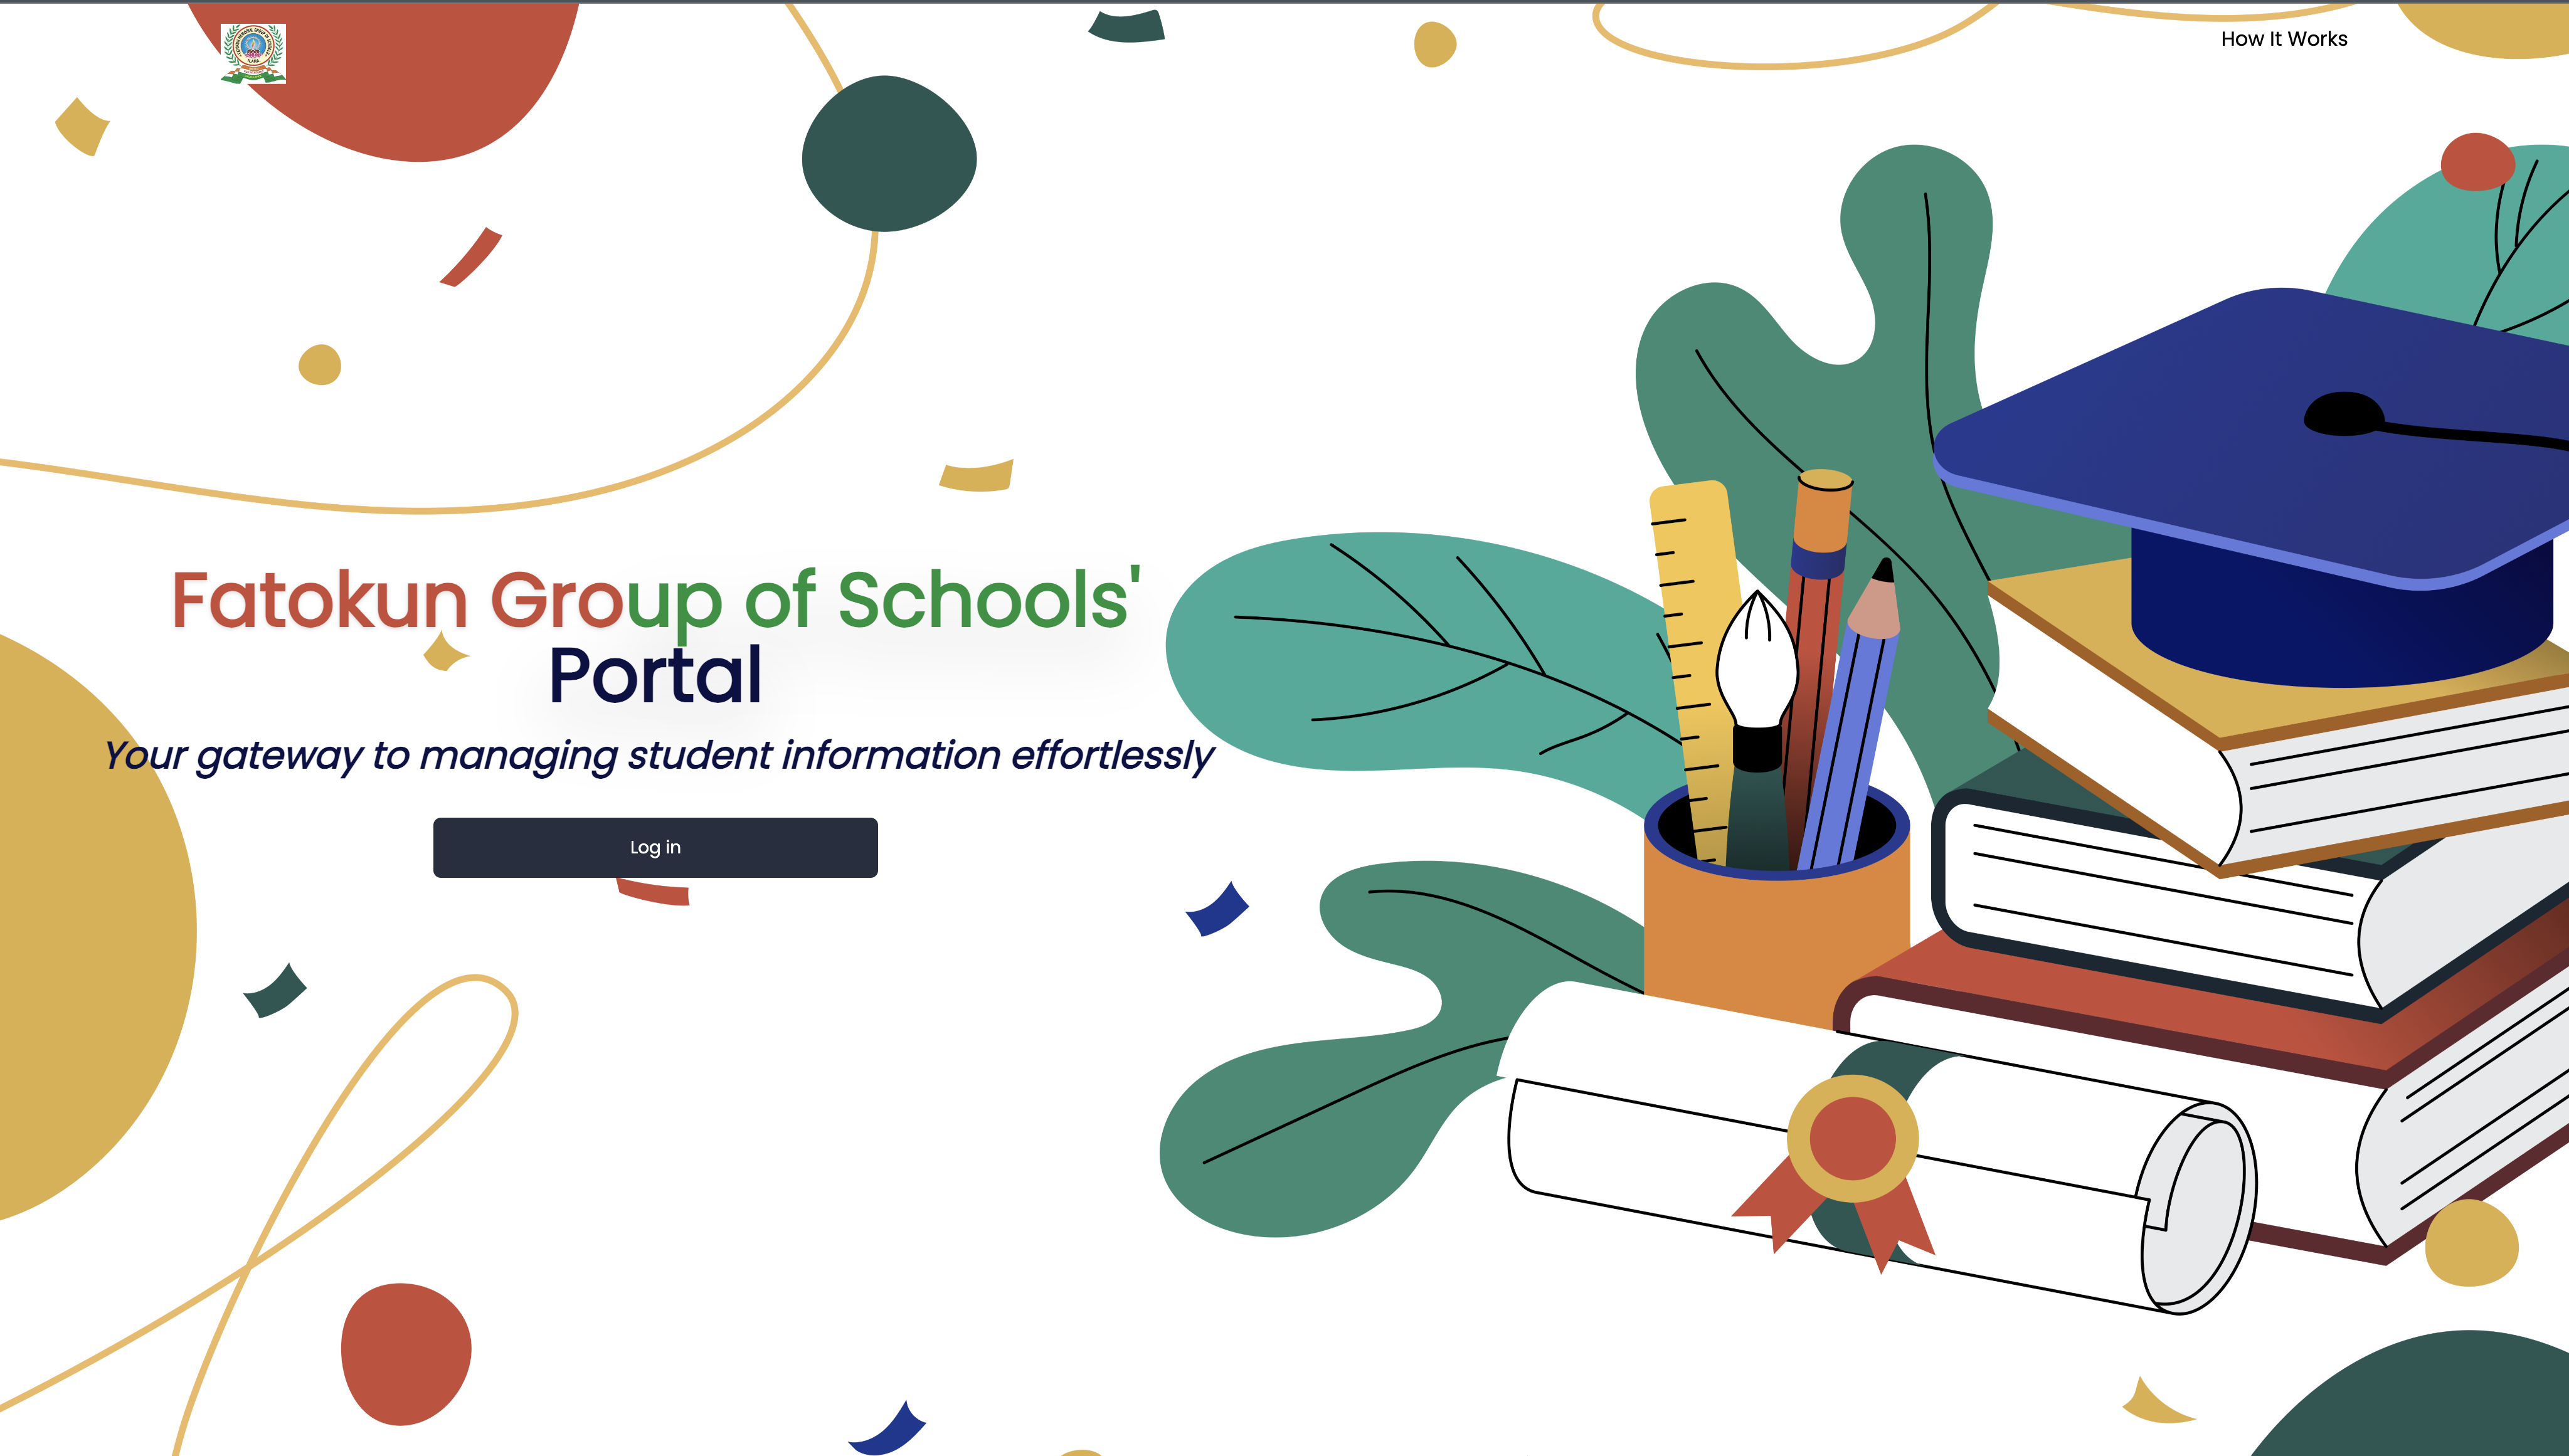 How It Works
Fatokun Group of Schools'
Portal
Your gateway to managing student information effortlessly
Log in